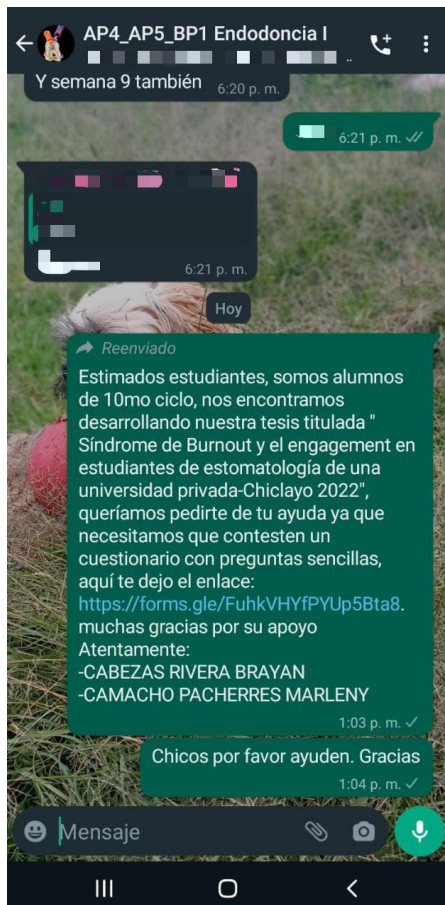 AP4_AP5_BP1 Endodoncia I
Y semana 9 también
6:20 p. m.
6:21 p. m.
6:21 p. m.
Hoy
Reenviado
Estimados estudiantes, somos alumnos
de 10mo ciclo, nos encontramos
desarrollando nuestra tesis titulada "
Síndrome de Burnout y el engagement en
estudiantes de estomatología de una
universidad privada-Chiclayo 2022",
queríamos pedirte de tu ayuda ya que
necesitamos que contesten un
cuestionario con preguntas sencillas,
aquí te dejo el enlace:
https://forms.gle/FuhkVHYfPYUp5Bta8.
muchas gracias por su apoyo
Atentamente:
-CABEZAS RIVERA BRAYAN
-CAMACHO PACHERRES MARLENY
1:03 p. m.
Chicos por favor ayuden. Gracias
1:04 p. m.
Mensaje